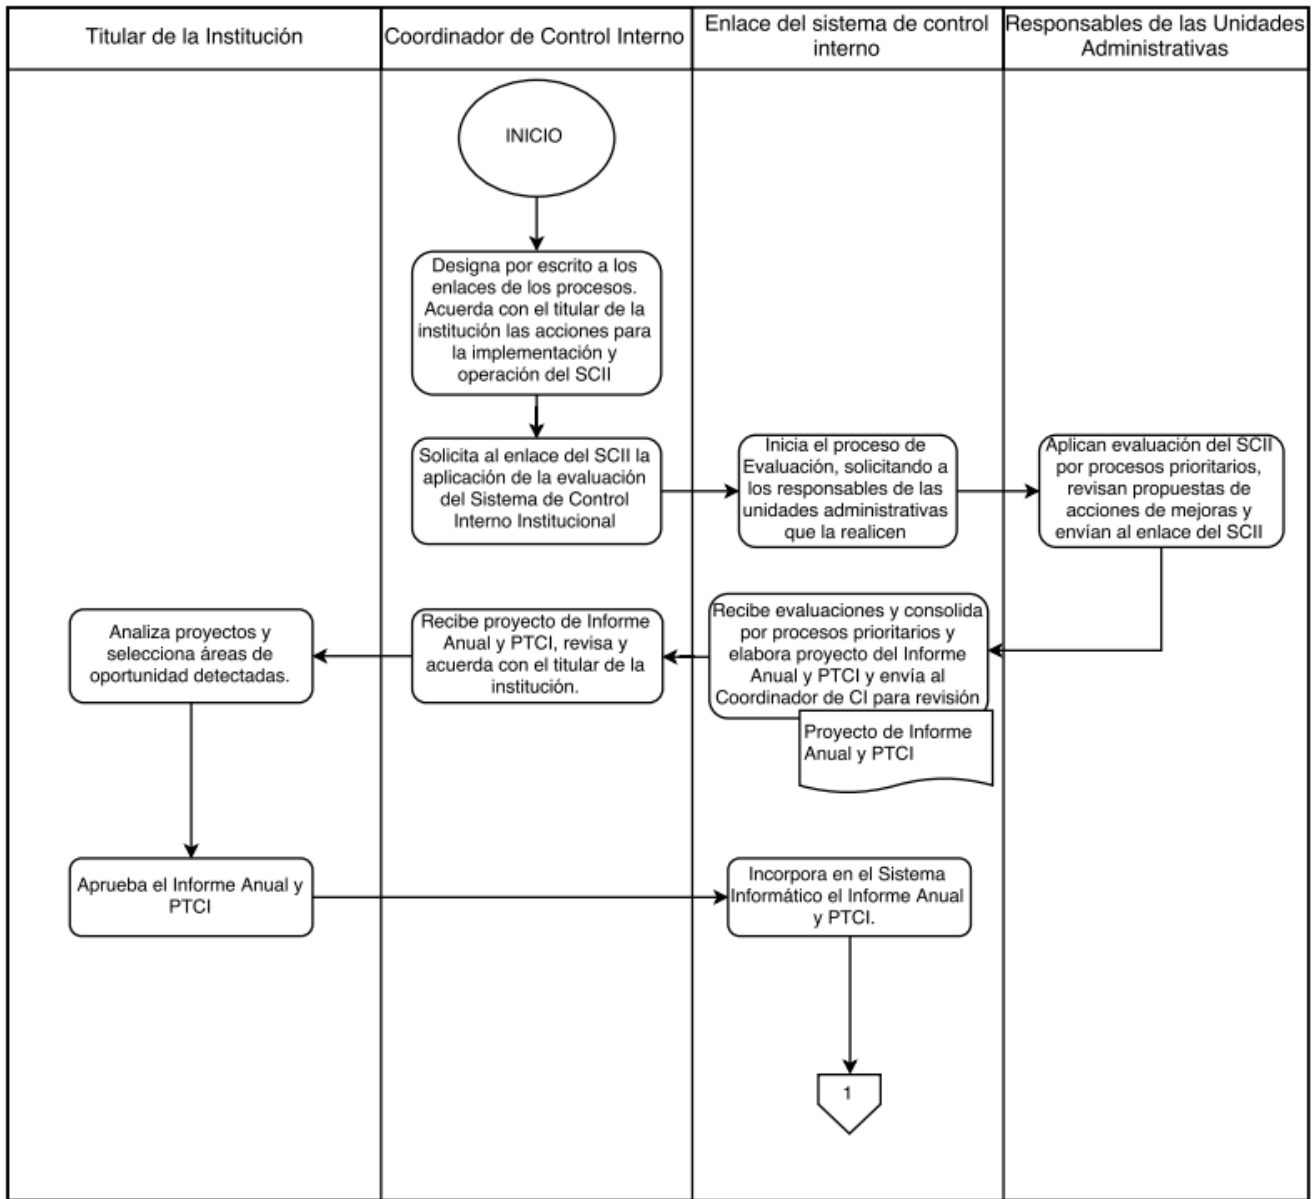 Titular de la Institución
Coordinador de Control Interno
Enlace del sistema de control
interno
Responsables de las Unidades
Administrativas
INICIO
Designa por escrito a los
enlaces de los procesos.
Acuerda con el titular de la
institución las acciones para
la implementación y
operación del SCII
Solicita al enlace del SCII la
aplicación de la evaluación
del Sistema de Control
Interno Institucional
Inicia el proceso de
Evaluación, solicitando a
los responsables de las
unidades administrativas
que la realicen
Aplican evaluación del SCII
por procesos prioritarios,
revisan propuestas de
acciones de mejoras y
envían al enlace del SCII
Recibe evaluaciones y consolida
por procesos prioritarios y
elabora proyecto del Informe
Anual y PTCI y envía al
Coordinador de CI para revisión
Proyecto de Informe
Anual y PTCI
Recibe proyecto de Informe
Anual y PTCI, revisa y
acuerda con el titular de la
institución.
Analiza proyectos y
selecciona áreas de
oportunidad detectadas.
Aprueba el Informe Anual y
PTCI
Incorpora en el Sistema
Informático el Informe Anual
y PTCI.
1